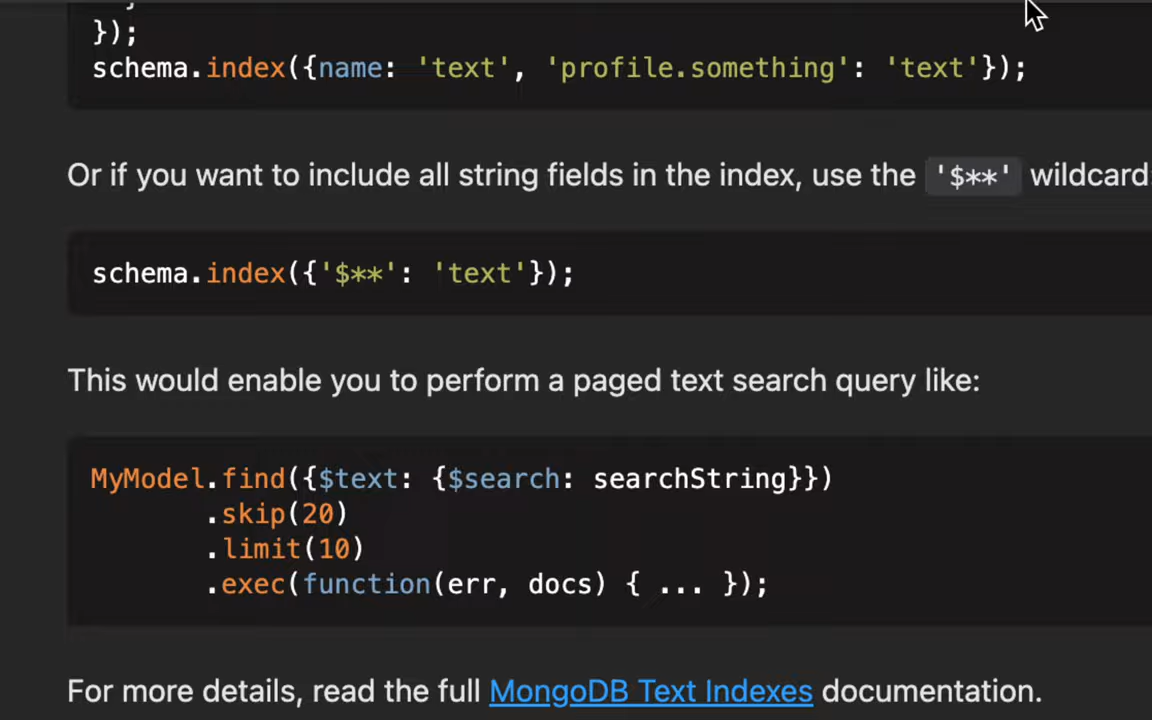 });
schema.index({name: 'text', 'profile.something': 'text'});
Or if you want to include all string fields in the index, use the '$**' wildcard
schema.index({'$**': 'text'});
This would enable you to perform a paged text search query like:
MyModel.find({$text: {$search: searchString}})
.skip(20)
.limit(10)
.exec(function(err, docs) { ... });
For more details, read the full MongoDB Text Indexes documentation.